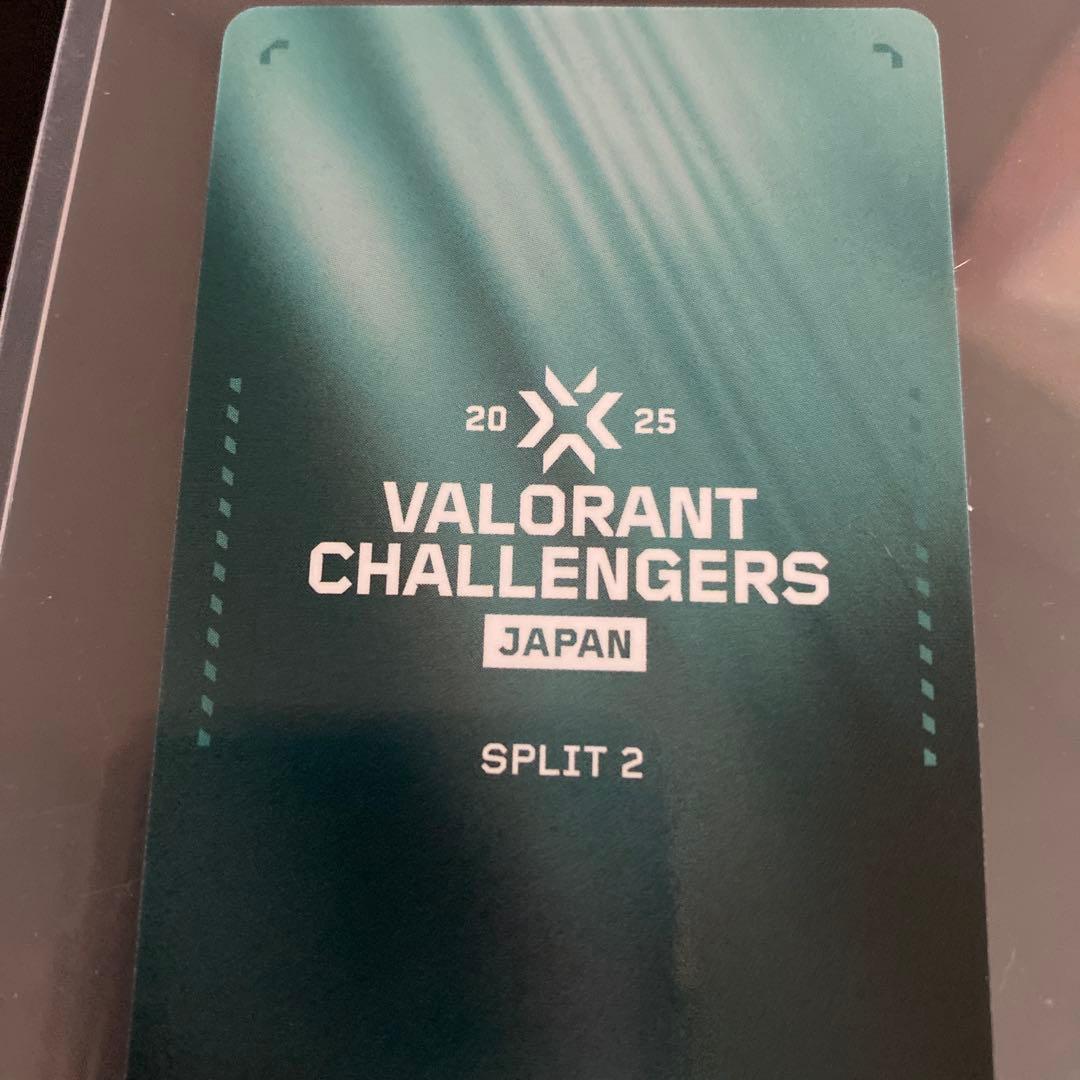 20 25
VALORANT
CHALLENGERS
JAPAN
SPLIT 2